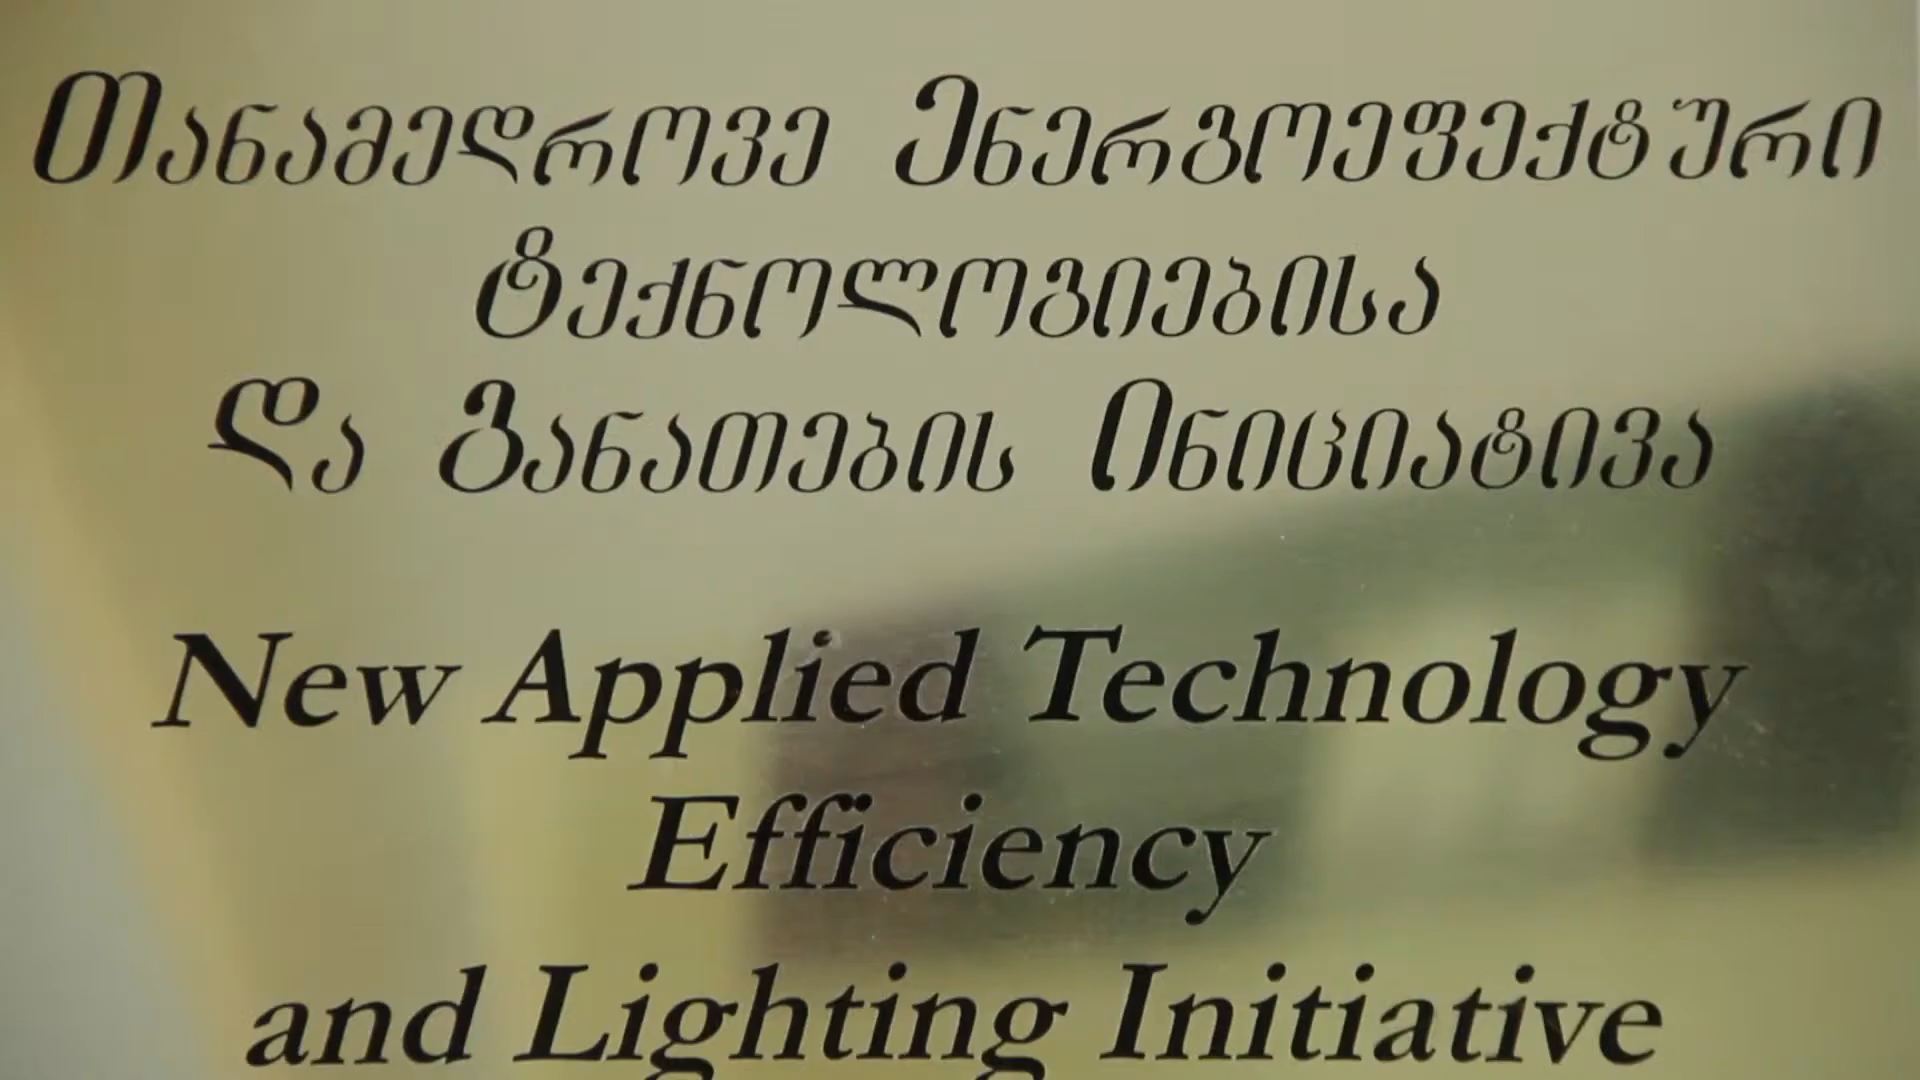 თანამედროვე ენერგოეფექტური
ტექნოლოგიებისა
და განათების ინიციატივა
New Applied Technology
Efficiency
and Lighting Initiative